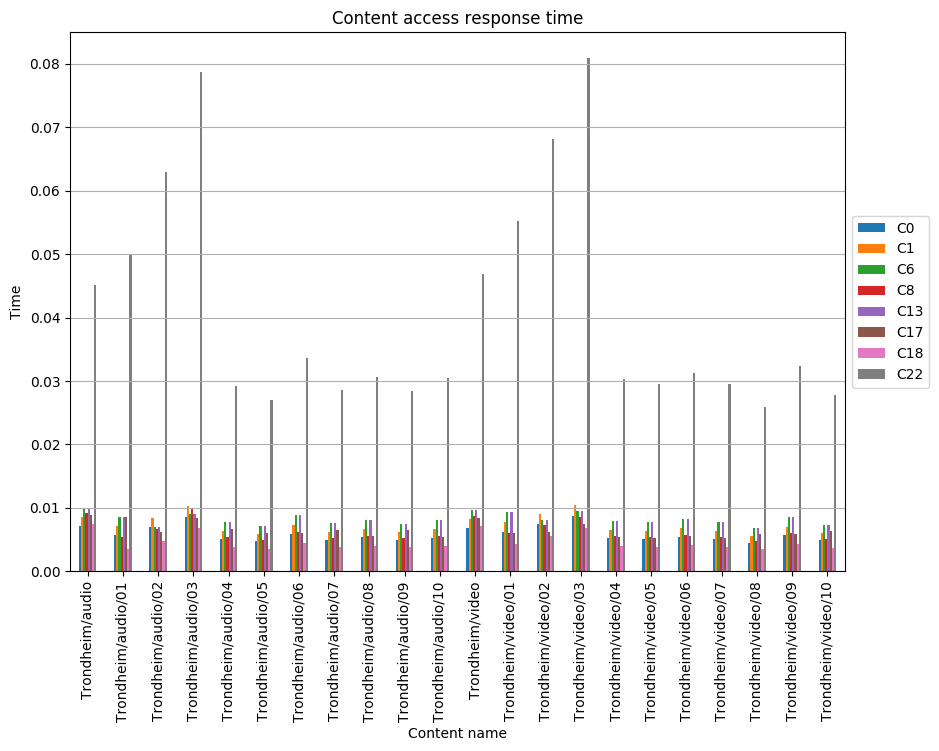 Content access response time
0.08
0.07
0.06
0.05
0.04
0.03
0.02
0.01
0.00
Time
C0
C1
C6
C8
C13
C17
C18
C22
Trondheim/audio
Trondheim/audio/01
Trondheim/audio/02
Trondheim/audio/03
Trondheim/audio/04
Trondheim/audio/05
Trondheim/audio/06
Trondheim/audio/07
Trondheim/audio/08
Trondheim/audio/09
Trondheim/audio/10
Trondheim/video
Trondheim/video/01
Trondheim/video/02
Trondheim/video/03
Trondheim/video/04
Trondheim/video/05
Trondheim/video/06
Trondheim/video/07
Trondheim/video/08
Trondheim/video/09
Trondheim/video/10
Content name